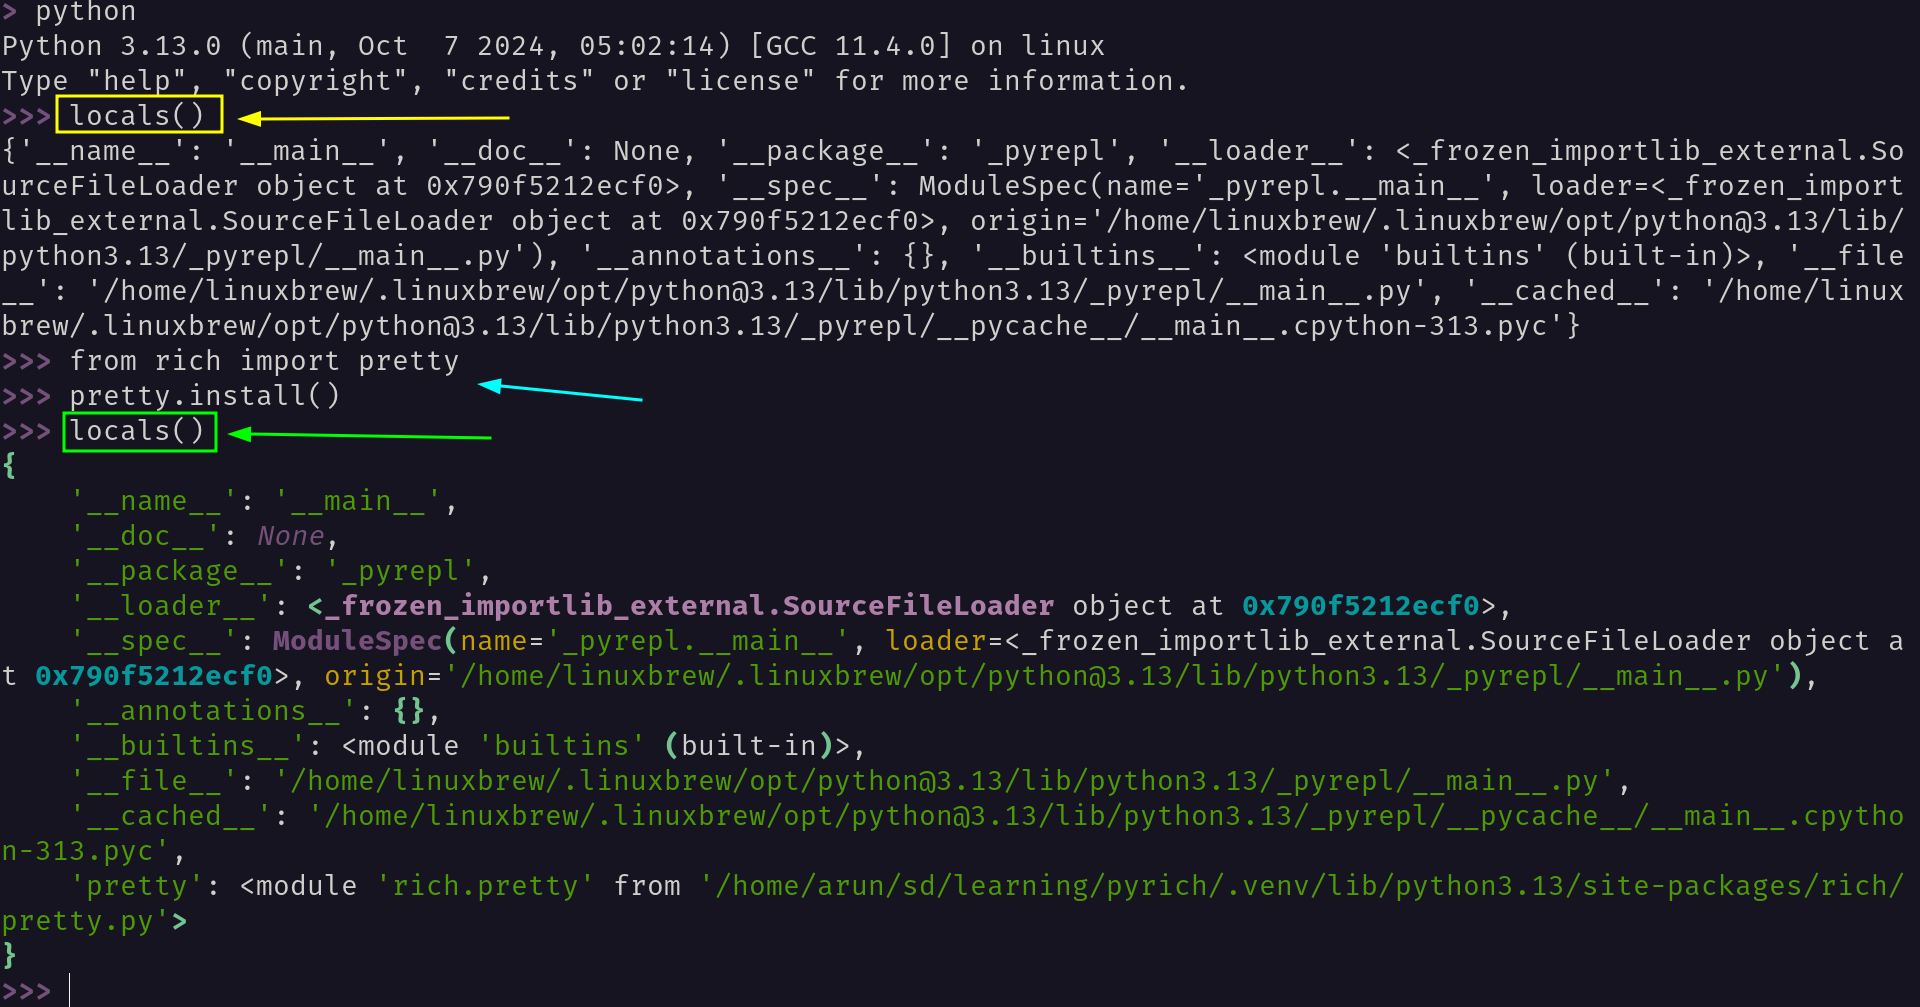 > python
Python 3.13.0 (main, Oct  7 2024, 05:02:14) [GCC 11.4.0] on linux
Type "help", "copyright", "credits" or "license" for more information.
>>> locals()
{'__name__': '__main__', '__doc__': None, '__package__': '_pyrepl', '__loader__': <_frozen_importlib_external.So
urceFileLoader object at 0x790f5212ecf0>, '__spec__': ModuleSpec(name='_pyrepl.__main__', loader=<_frozen_import
lib_external.SourceFileLoader object at 0x790f5212ecf0>, origin='/home/linuxbrew/.linuxbrew/opt/python@3.13/lib/
python3.13/_pyrepl/__main__.py'), '__annotations__': {}, '__builtins__': <module 'builtins' (built-in)>, '__file
__': '/home/linuxbrew/.linuxbrew/opt/python@3.13/lib/python3.13/_pyrepl/__main__.py', '__cached__': '/home/linux
brew/.linuxbrew/opt/python@3.13/lib/python3.13/_pyrepl/__pycache__/__main__.cpython-313.pyc'}
>>> from rich import pretty
>>> pretty.install()
>>> locals()
{
    '__name__': '__main__',
    '__doc__': None,
    '__package__': '_pyrepl',
    '__loader__': <_frozen_importlib_external.SourceFileLoader object at 0x790f5212ecf0>,
    '__spec__': ModuleSpec(name='_pyrepl.__main__', loader=<_frozen_importlib_external.SourceFileLoader object a
t 0x790f5212ecf0>, origin='/home/linuxbrew/.linuxbrew/opt/python@3.13/lib/python3.13/_pyrepl/__main__.py'),
    '__annotations__': {},
    '__builtins__': <module 'builtins' (built-in)>,
    '__file__': '/home/linuxbrew/.linuxbrew/opt/python@3.13/lib/python3.13/_pyrepl/__main__.py',
    '__cached__': '/home/linuxbrew/.linuxbrew/opt/python@3.13/lib/python3.13/_pyrepl/__pycache__/__main__.cpytho
n-313.pyc',
    'pretty': <module 'rich.pretty' from '/home/arun/sd/learning/pyrich/.venv/lib/python3.13/site-packages/rich/
pretty.py'>
}
>>>